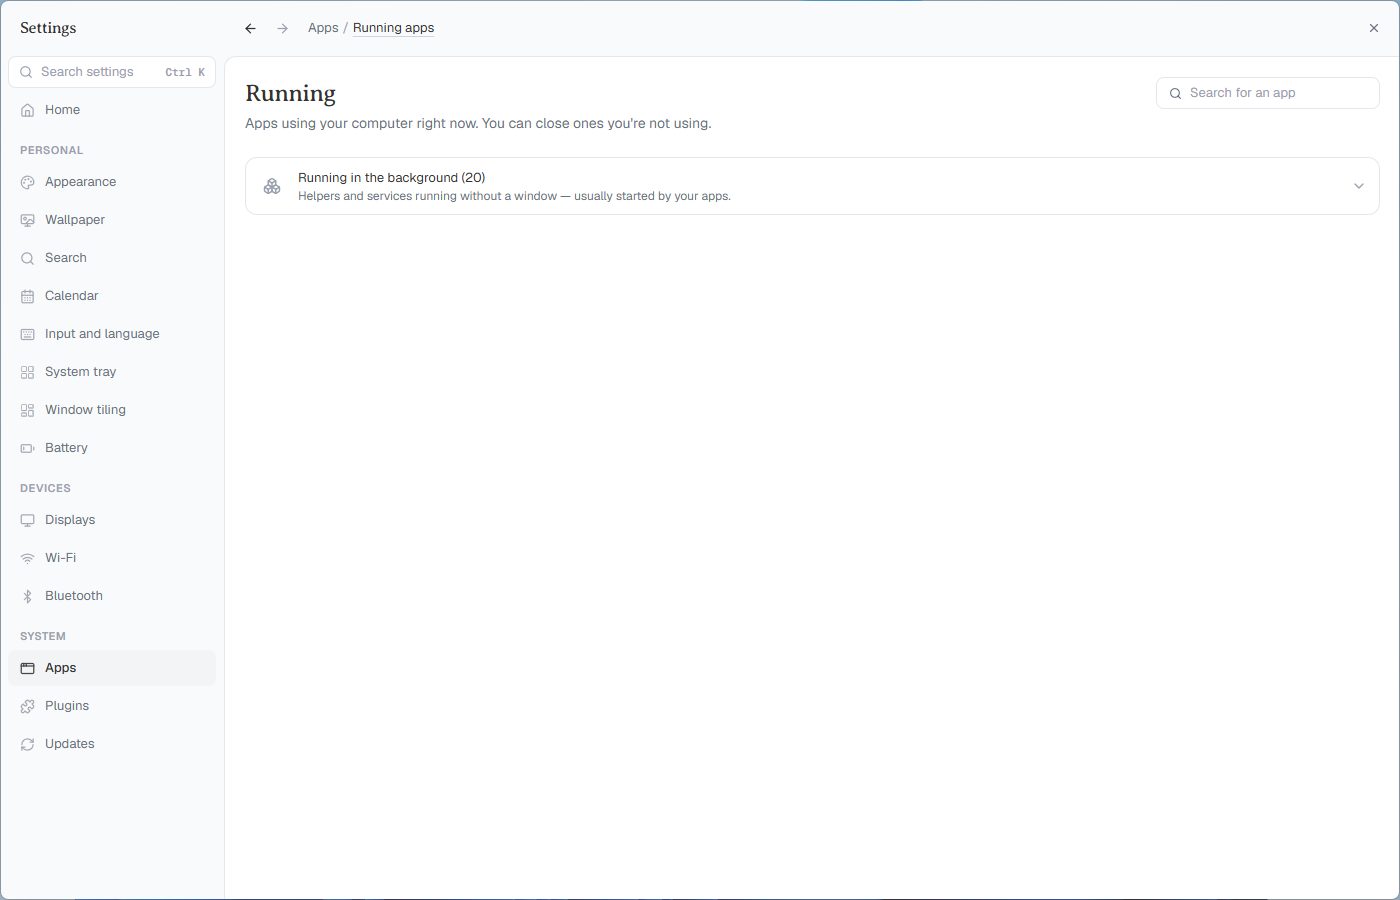 Settings
Apps / Running apps
Search settings Ctrl K
Home
PERSONAL
Appearance
Wallpaper
Search
Calendar
Input and language
System tray
Window tiling
Battery
DEVICES
Displays
Wi-Fi
Bluetooth
SYSTEM
Apps
Plugins
Updates
Running
Search for an app
Apps using your computer right now. You can close ones you're not using.
Running in the background (20)
Helpers and services running without a window — usually started by your apps.